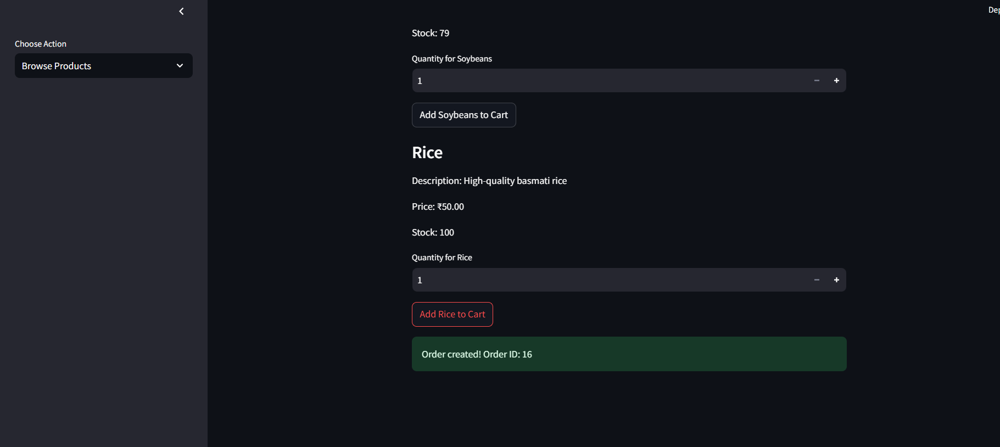 Dep
Choose Action
Browse Products
Stock: 79
Quantity for Soybeans
1
Add Soybeans to Cart
Rice
Description: High-quality basmati rice
Price: ₹50.00
Stock: 100
Quantity for Rice
1
Add Rice to Cart
Order created! Order ID: 16